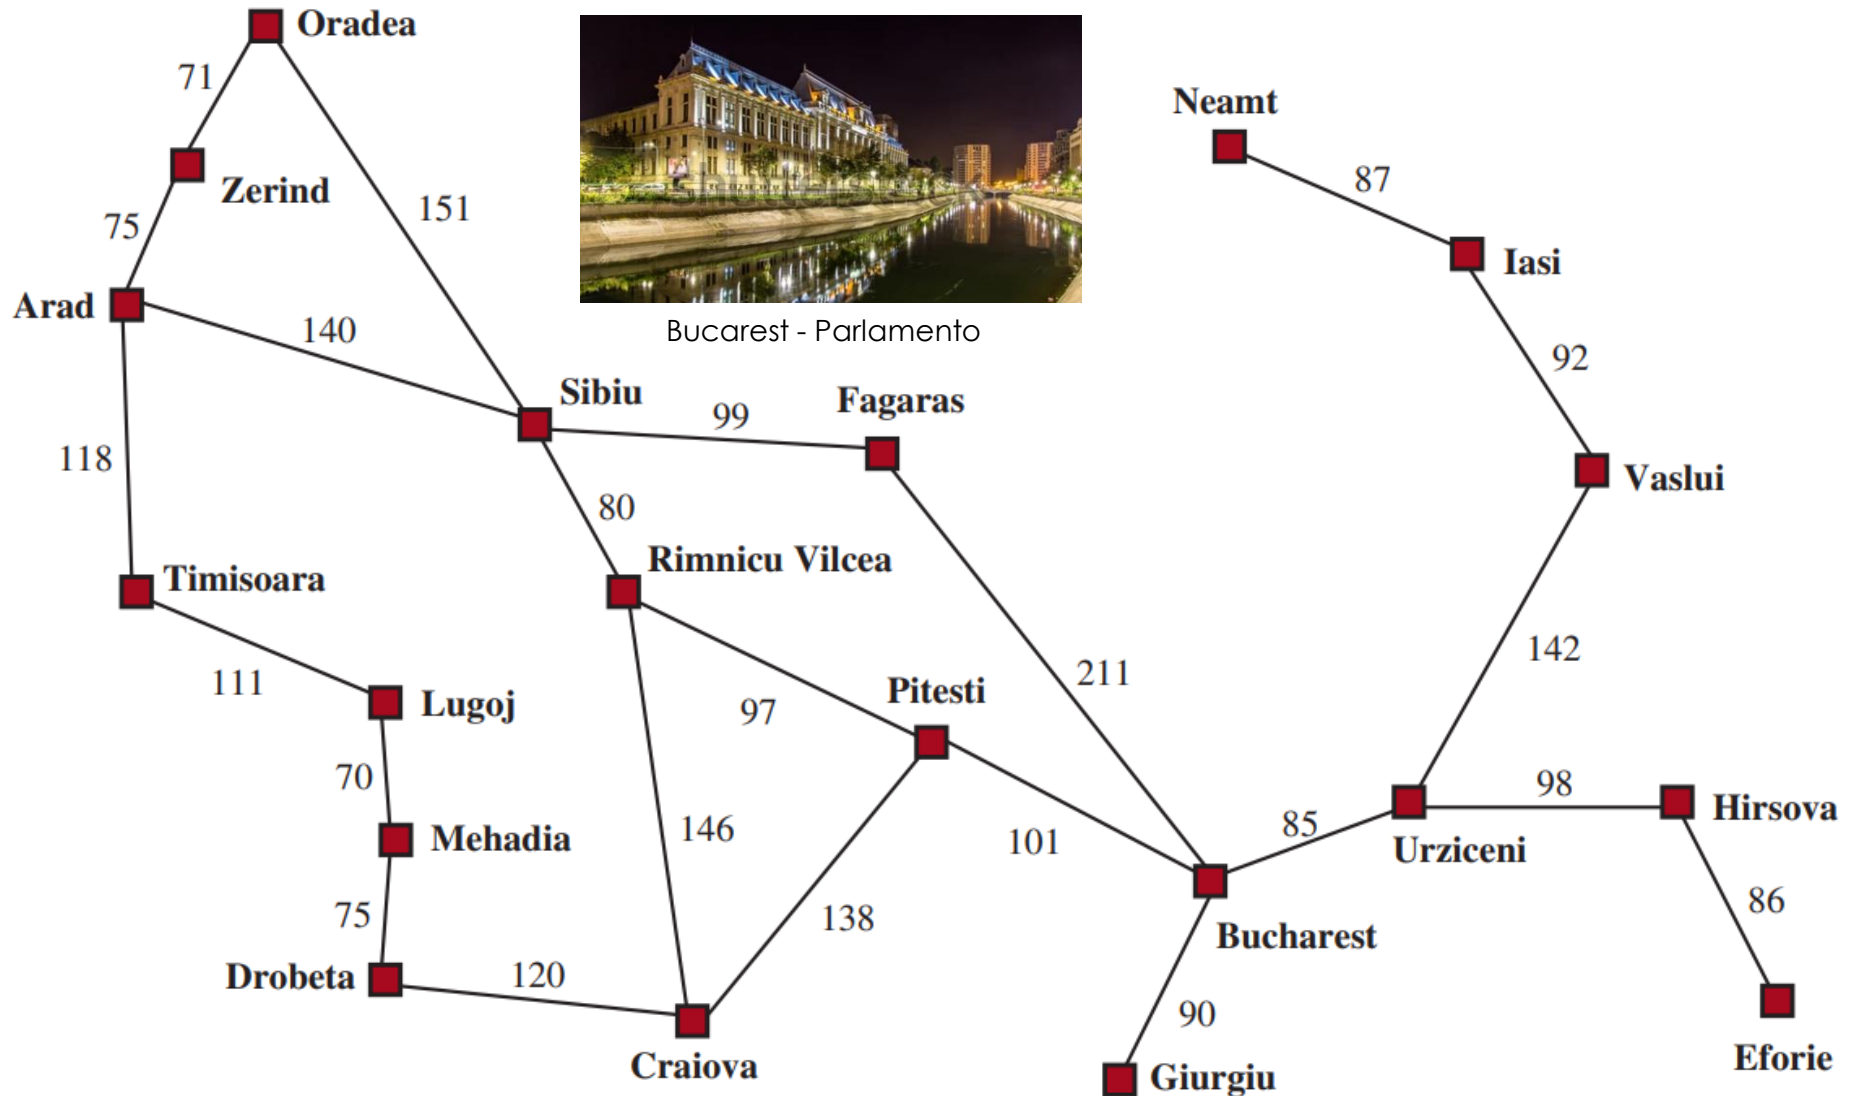 Oradea
71
Neamt
Zerind
87
75
151
Iasi
Arad
140
Bucarest - Parlamento
92
Sibiu
Fagaras
99
118
Vaslui
80
Rimnicu Vilcea
Timisoara
142
111
211
Pitesti
Lugoj
97
70
98
Hirsova
Mehadia
146
101
85
Urziceni
75
138
86
Bucharest
Drobeta
120
90
Craiova
Eforie
Giurgiu